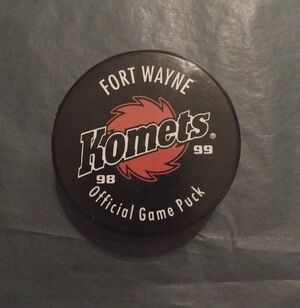 FORT WAYNE
Komets®
98 99
Official Game Puck